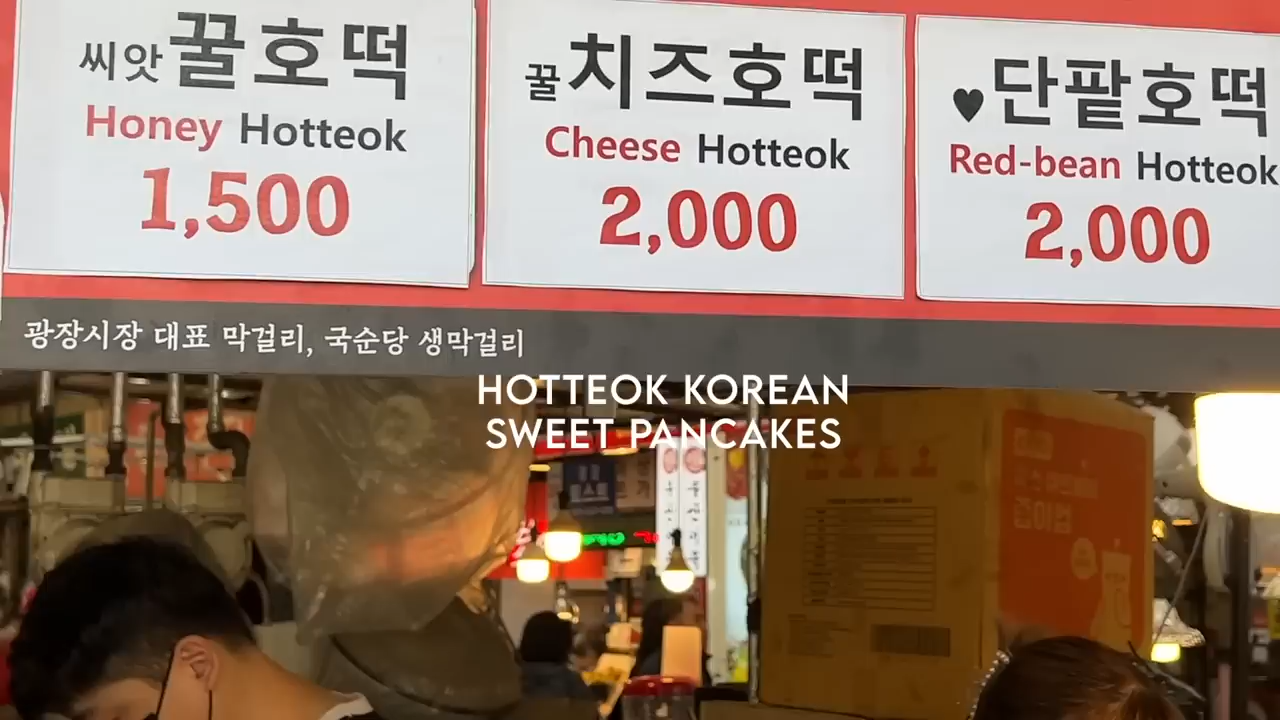 씨앗꿀호떡
Honey Hotteok
1,500
꿀치즈호떡
Cheese Hotteok
2,000
♥단팥호떡
Red-bean Hotteok
2,000
광장시장 대표 막걸리, 국순당 생막걸리
HOTTEOK KOREAN
SWEET PANCAKES